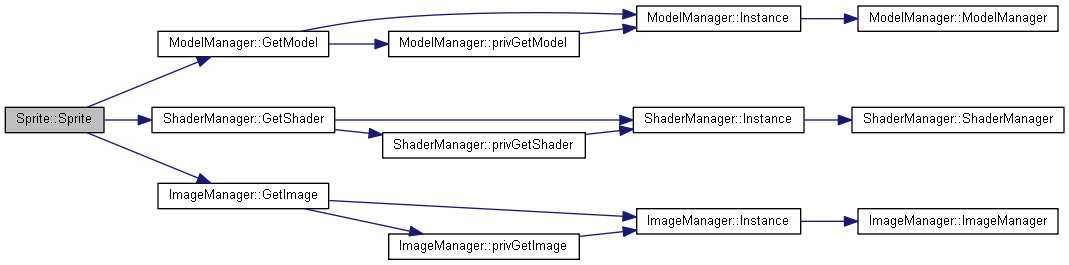 ModelManager::Instance
ModelManager::ModelManager
ModelManager::GetModel
ModelManager::privGetModel
Sprite::Sprite
ShaderManager::GetShader
ShaderManager::Instance
ShaderManager::ShaderManager
ShaderManager::privGetShader
ImageManager::GetImage
ImageManager::Instance
ImageManager::ImageManager
ImageManager::privGetImage